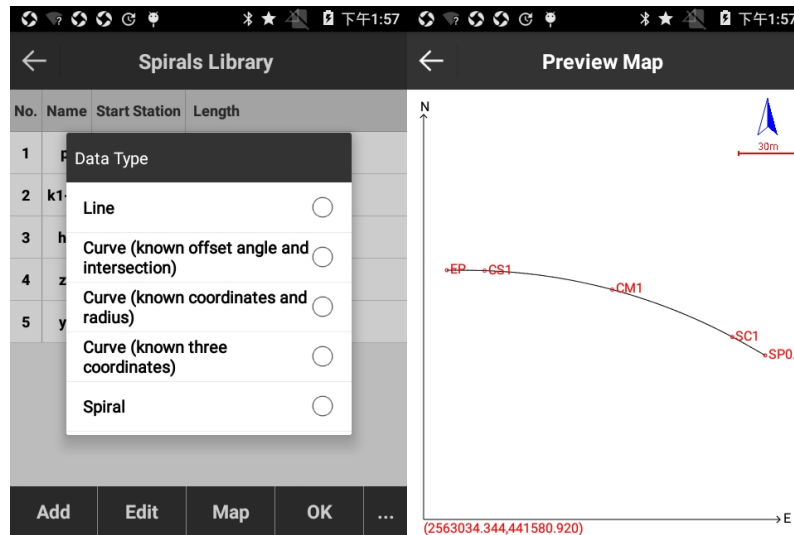 下午1:57
Spirals Library
No. Name Start Station Length
1 p
2 k1-
3 h
4 z
5 y
Data Type
Line
Curve (known offset angle and
intersection)
Curve (known coordinates and
radius)
Curve (known three
coordinates)
Spiral
Add Edit Map OK ...
下午1:57
Preview Map
N
30m
EP
CS1
CM1
SC1
SP0.
E
(2563034.344,441580.920)